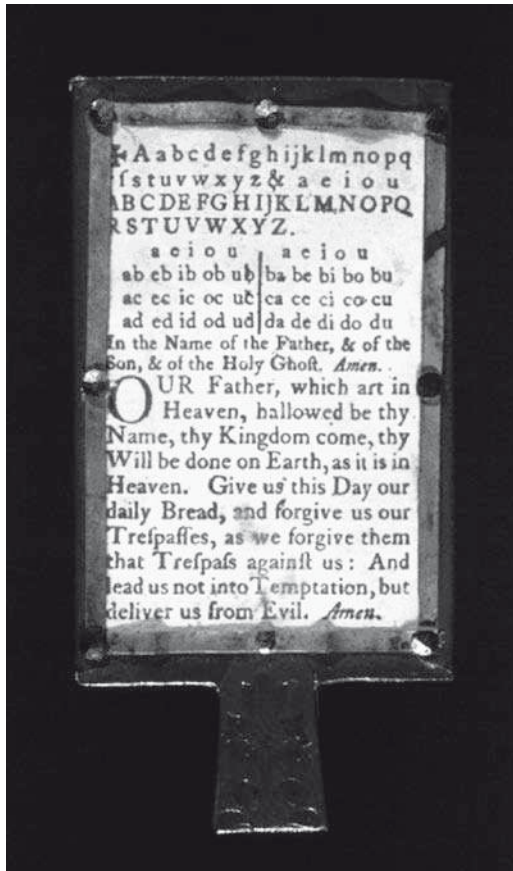 ✠Aabcdefghijklmnopq
rſstuvwxyz& a e i o u
ABCDEFGHIJKLMNOPQ
RSTUVWXYZ.
a e i o u | a e i o u
ab eb ib ob ub | ba be bi bo bu
ac ec ic oc uc | ca ce ci co cu
ad ed id od ud | da de di do du
In the Name of the Father, & of the
Son, & of the Holy Ghoſt. Amen.
OUR Father, which art in
Heaven, hallowed be thy
Name, thy Kingdom come, thy
Will be done on Earth, as it is in
Heaven. Give us this Day our
daily Bread, and forgive us our
Treſpaſſes, as we forgive them
that Treſpaſs againſt us: And
lead us not into Temptation, but
deliver us from Evil. Amen.